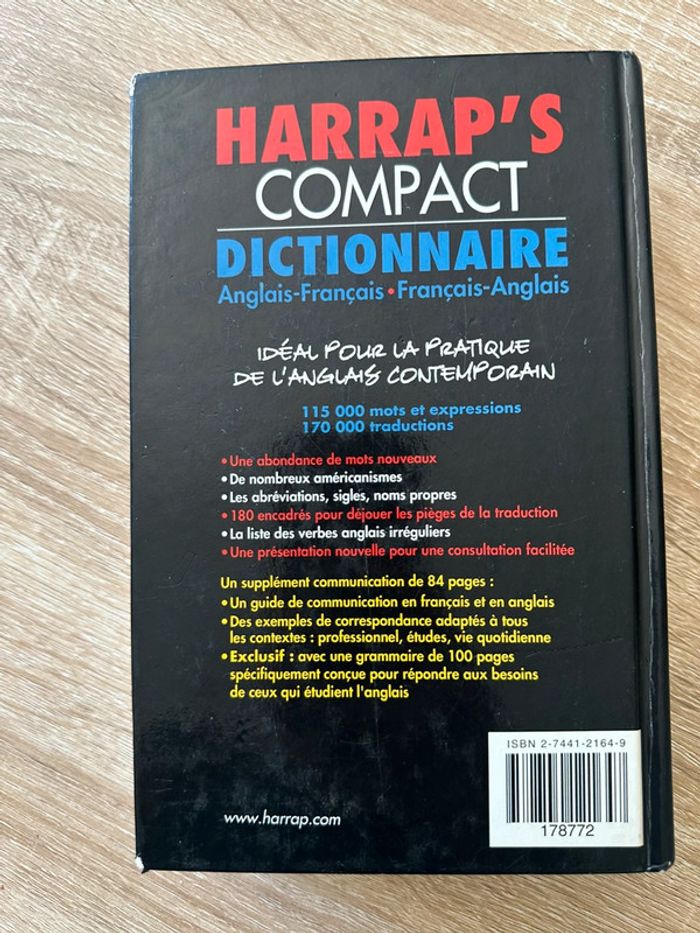 HARRAP'S
COMPACT
DICTIONNAIRE
Anglais-Français • Français-Anglais
IDÉAL POUR LA PRATIQUE
DE L'ANGLAIS CONTEMPORAIN
115 000 mots et expressions
170 000 traductions
• Une abondance de mots nouveaux
• De nombreux américanismes
• Les abréviations, sigles, noms propres
• 180 encadrés pour déjouer les pièges de la traduction
• La liste des verbes anglais irréguliers
• Une présentation nouvelle pour une consultation facilitée
Un supplément communication de 84 pages :
• Un guide de communication en français et en anglais
• Des exemples de correspondance adaptés à tous
les contextes : professionnel, études, vie quotidienne
• Exclusif : avec une grammaire de 100 pages
spécifiquement conçue pour répondre aux besoins
de ceux qui étudient l'anglais
ISBN 2-7441-2164-9
178772
www.harrap.com